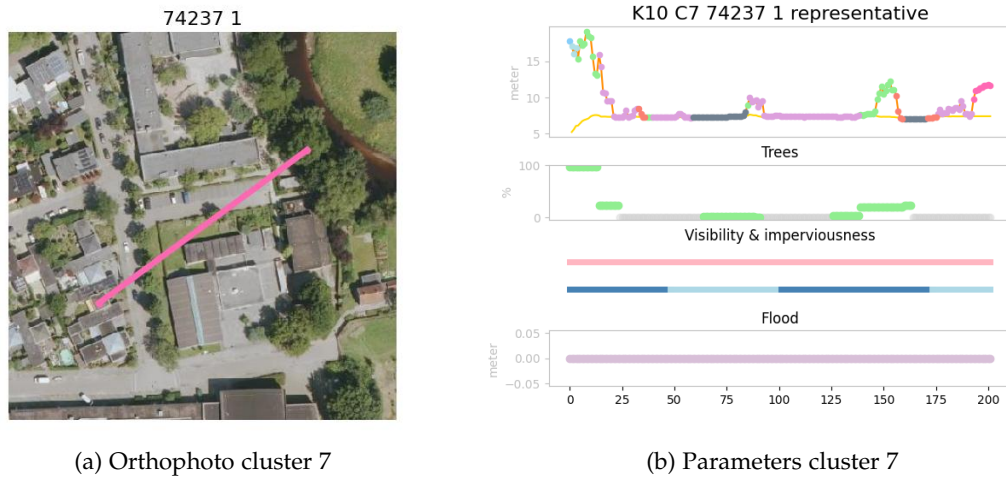 74237 1
K10 C7 74237 1 representative
meter
15
10
5
Trees
%
100
0
Visibility & imperviousness
Flood
meter
0.05
0.00
−0.05
0 25 50 75 100 125 150 175 200
(a) Orthophoto cluster 7
(b) Parameters cluster 7